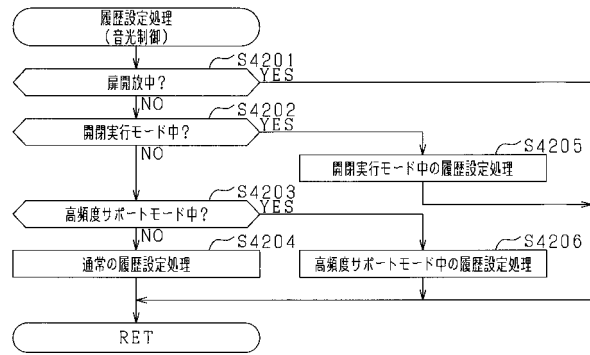 履歴設定処理
(音光制御)
S4201
扉開放中?
YES
NO
S4202
開閉実行モード中?
YES
NO
S4205
開閉実行モード中の履歴設定処理
S4203
高頻度サポートモード中?
YES
NO
S4204
通常の履歴設定処理
S4206
高頻度サポートモード中の履歴設定処理
RET